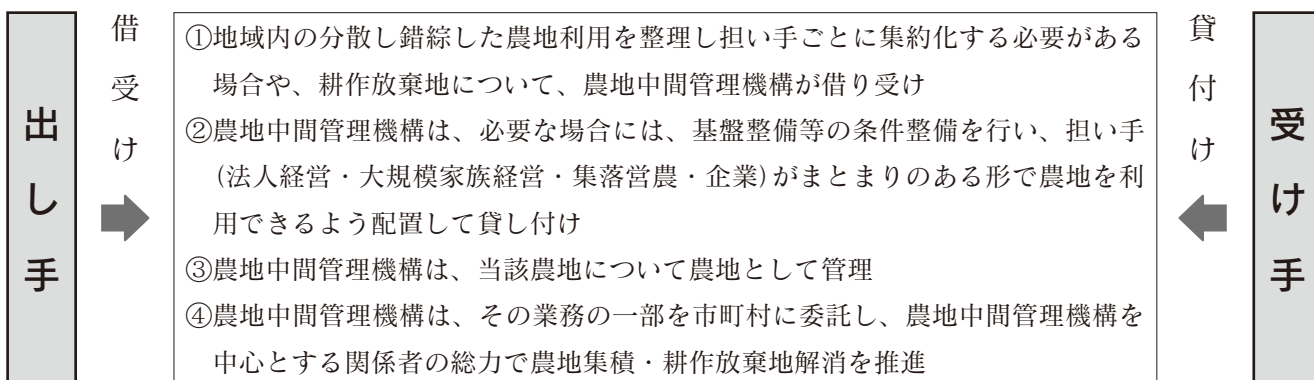 出し手
借受け
①地域内の分散し錯綜した農地利用を整理し担い手ごとに集約化する必要がある
場合や、耕作放棄地について、農地中間管理機構が借り受け
②農地中間管理機構は、必要な場合には、基盤整備等の条件整備を行い、担い手
(法人経営・大規模家族経営・集落営農・企業)がまとまりのある形で農地を利
用できるよう配置して貸し付け
③農地中間管理機構は、当該農地について農地として管理
④農地中間管理機構は、その業務の一部を市町村に委託し、農地中間管理機構を
中心とする関係者の総力で農地集積・耕作放棄地解消を推進
貸付け
受け手